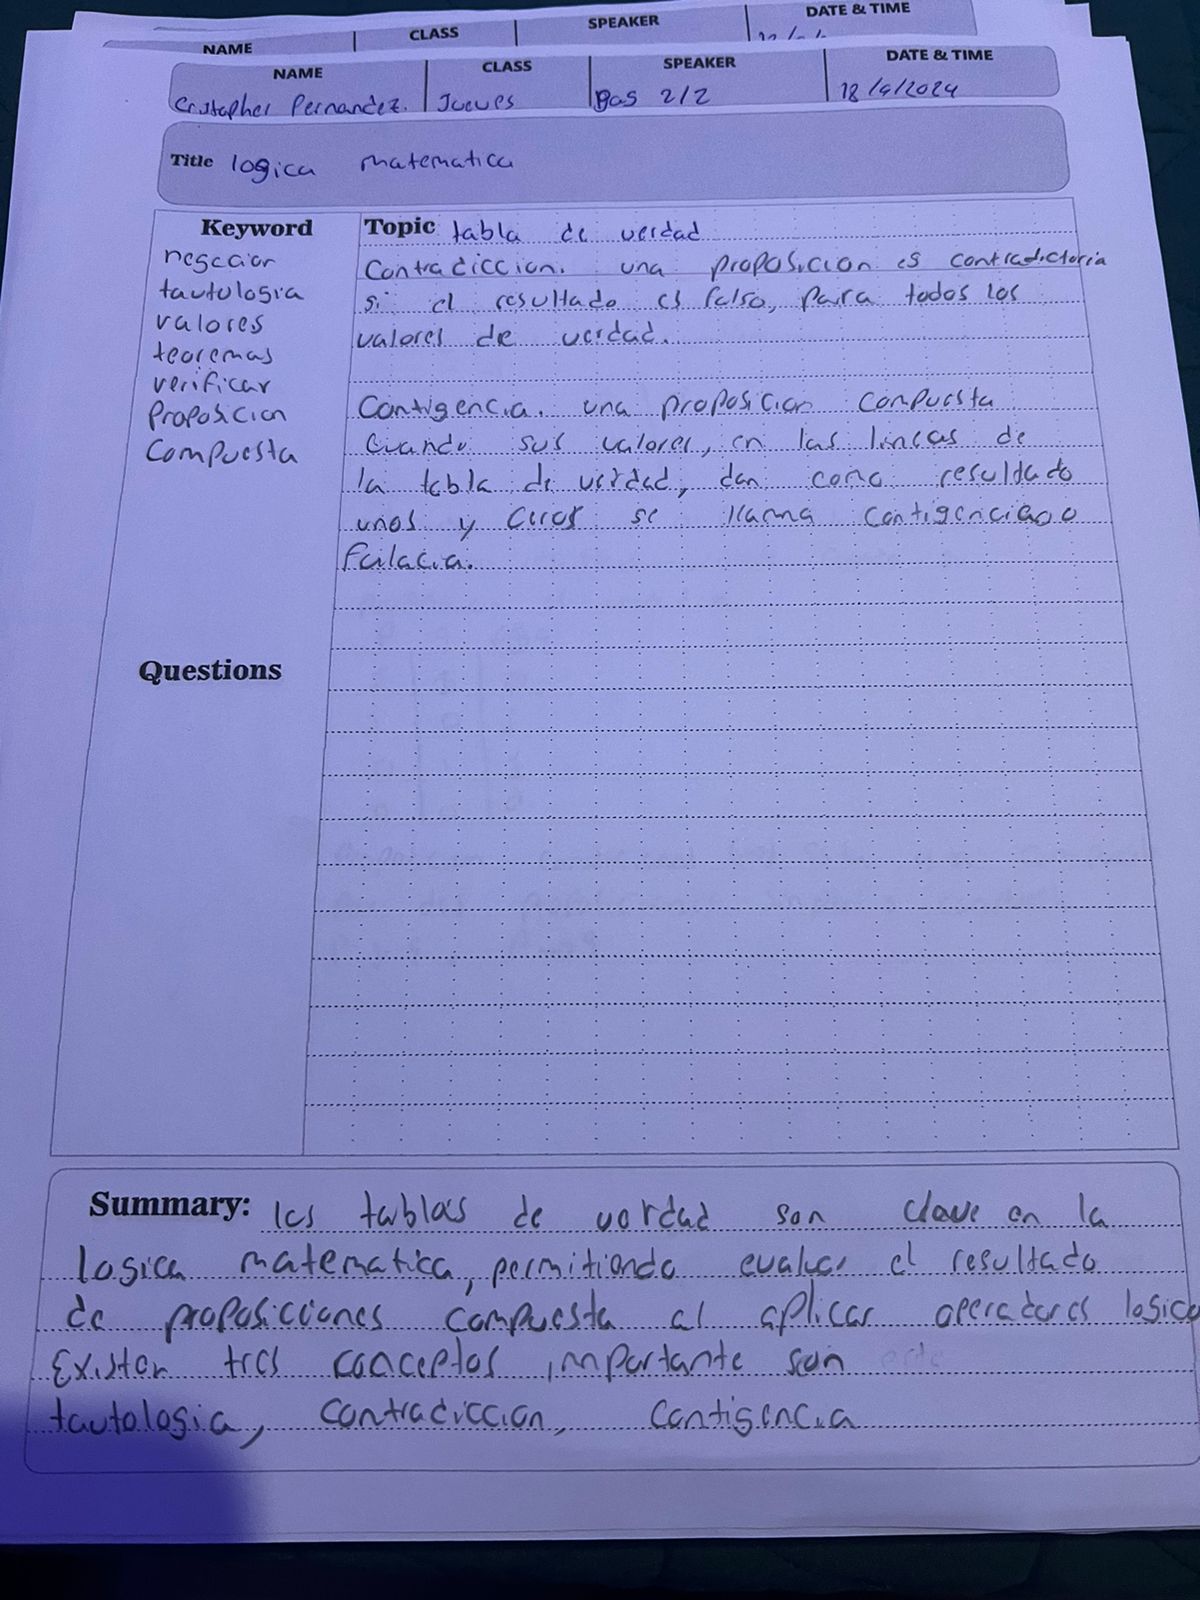 NAME CLASS SPEAKER DATE & TIME
NAME CLASS SPEAKER DATE & TIME
Cristopher Pernandez. Jueves Pag 2/2 18/4/2024
Title logica matematica
Keyword
negacion
tautologia
valores
teoremas
verificar
Proposicion
Compuesta
Questions
Topic tabla de verdad
Contradiccion. una proposicion es contradictoria
si el resultado es falso, para todos los
valores de verdad.
Contigencia. una proposicion compuesta
Cuando sus valores, en las lineas de
la tabla de verdad, dan como resultado
unos y ceros se llama contigencia o
falacia.
Summary: las tablas de verdad son clave en la
logica matematica, permitiendo evaluar el resultado
de proposiciones compuesta al aplicar operadores logico
Existen tres conceptos importante son
tautologia, contradiccion, contigencia